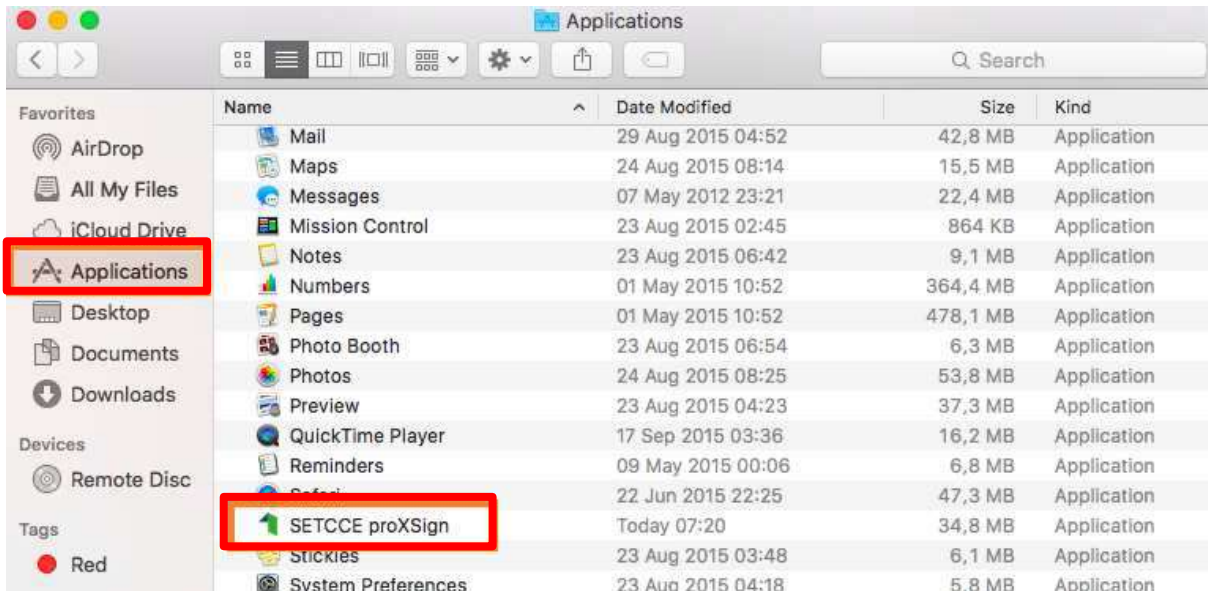 Applications
Search
Favorites
AirDrop
All My Files
iCloud Drive
Applications
Desktop
Documents
Downloads
Devices
Remote Disc
Tags
Red
Name Date Modified Size Kind
Mail 29 Aug 2015 04:52 42,8 MB Application
Maps 24 Aug 2015 08:14 15,5 MB Application
Messages 07 May 2012 23:21 22,4 MB Application
Mission Control 23 Aug 2015 02:45 864 KB Application
Notes 23 Aug 2015 06:42 9,1 MB Application
Numbers 01 May 2015 10:52 364,4 MB Application
Pages 01 May 2015 10:52 478,1 MB Application
Photo Booth 23 Aug 2015 06:54 6,3 MB Application
Photos 24 Aug 2015 08:25 53,8 MB Application
Preview 23 Aug 2015 04:23 37,3 MB Application
QuickTime Player 17 Sep 2015 03:36 16,2 MB Application
Reminders 09 May 2015 00:06 6,8 MB Application
Safari 22 Jun 2015 22:25 47,3 MB Application
SETCCE proXSign Today 07:20 34,8 MB Application
Stickies 23 Aug 2015 03:48 6,1 MB Application
System Preferences 23 Aug 2015 04:18 5,8 MB Application